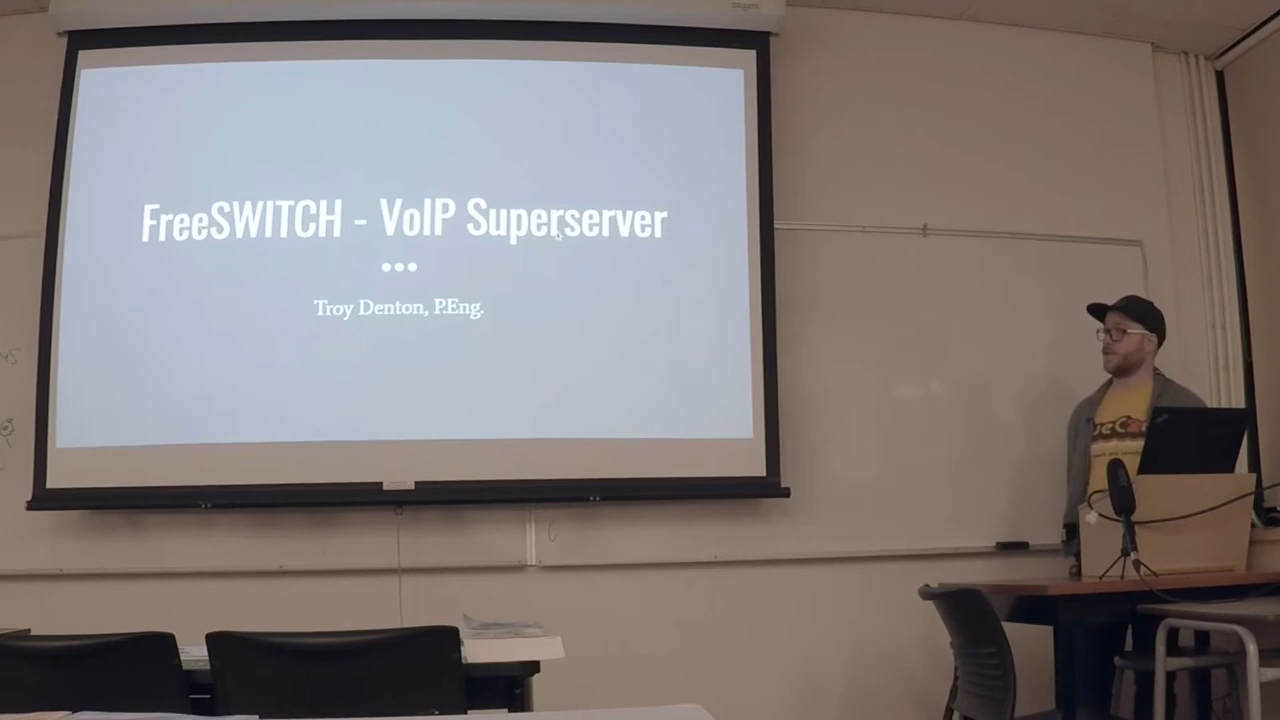 FreeSWITCH - VoIP Superserver
Troy Denton, P.Eng.